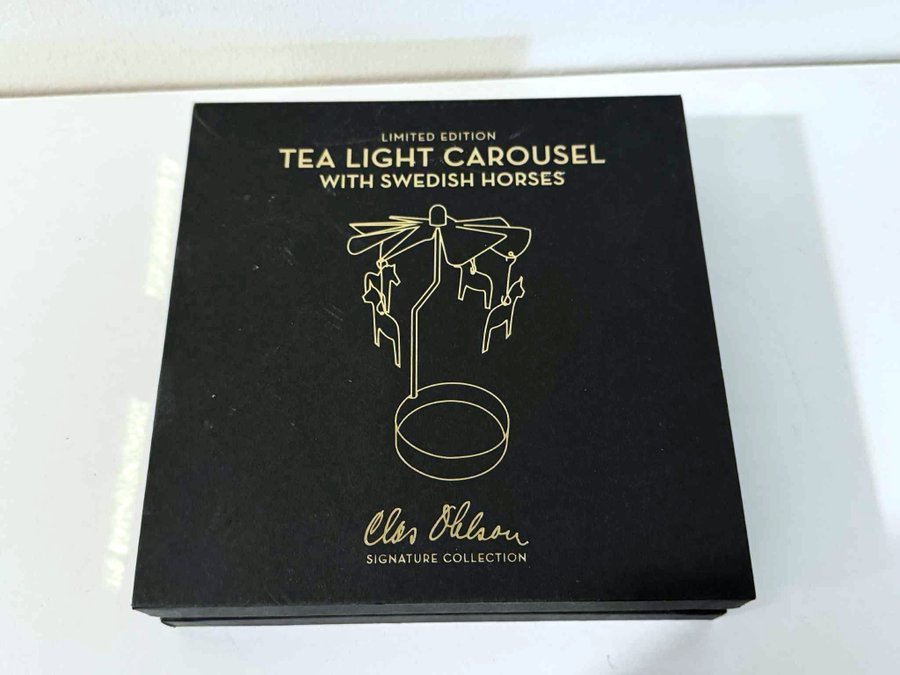 LIMITED EDITION
TEA LIGHT CAROUSEL
WITH SWEDISH HORSES
Clas Ohlson
SIGNATURE COLLECTION